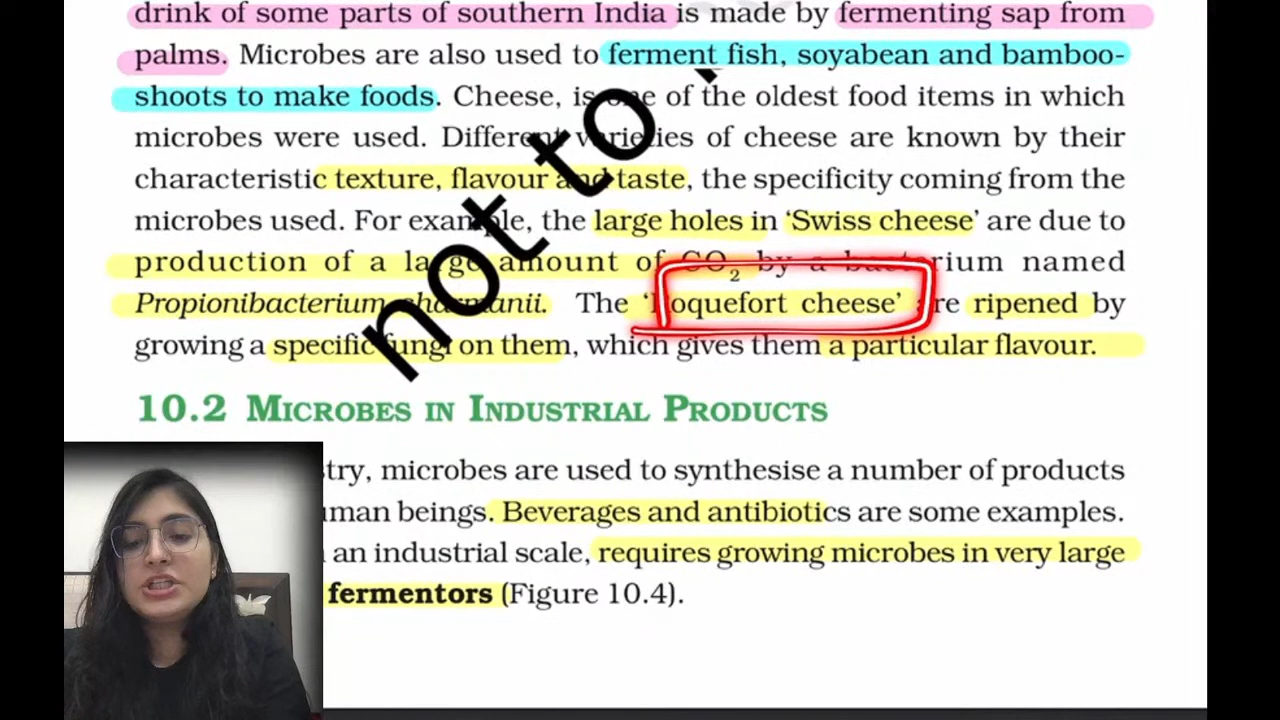 drink of some parts of southern India is made by fermenting sap from
palms. Microbes are also used to ferment fish, soyabean and bamboo-
shoots to make foods. Cheese, is one of the oldest food items in which
microbes were used. Different varieties of cheese are known by their
characteristic texture, flavour and taste, the specificity coming from the
microbes used. For example, the large holes in ‘Swiss cheese’ are due to
production of a large amount of CO2 by a bacterium named
Propionibacterium sharmanii. The ‘Roquefort cheese’ are ripened by
growing a specific fungi on them, which gives them a particular flavour.
not to
10.2 MICROBES IN INDUSTRIAL PRODUCTS
stry, microbes are used to synthesise a number of products
uman beings. Beverages and antibiotics are some examples.
an industrial scale, requires growing microbes in very large
fermentors (Figure 10.4).